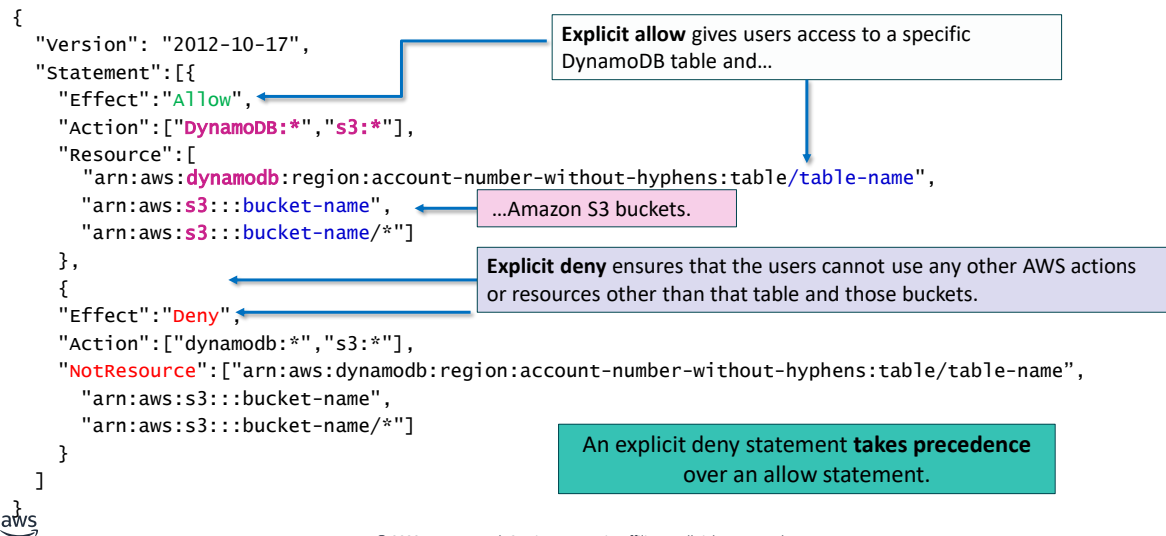 {
"Version": "2012-10-17",
"Statement":[{
"Effect":"Allow",
"Action":["DynamoDB:*","s3:*"],
"Resource":[
"arn:aws:dynamodb:region:account-number-without-hyphens:table/table-name",
"arn:aws:s3:::bucket-name",
"arn:aws:s3:::bucket-name/*"]
},
{
"Effect":"Deny",
"Action":["dynamodb:*","s3:*"],
"NotResource":["arn:aws:dynamodb:region:account-number-without-hyphens:table/table-name",
"arn:aws:s3:::bucket-name",
"arn:aws:s3:::bucket-name/*"]
}
]
}
Explicit allow gives users access to a specific
DynamoDB table and…
…Amazon S3 buckets.
Explicit deny ensures that the users cannot use any other AWS actions
or resources other than that table and those buckets.
An explicit deny statement takes precedence
over an allow statement.
aws